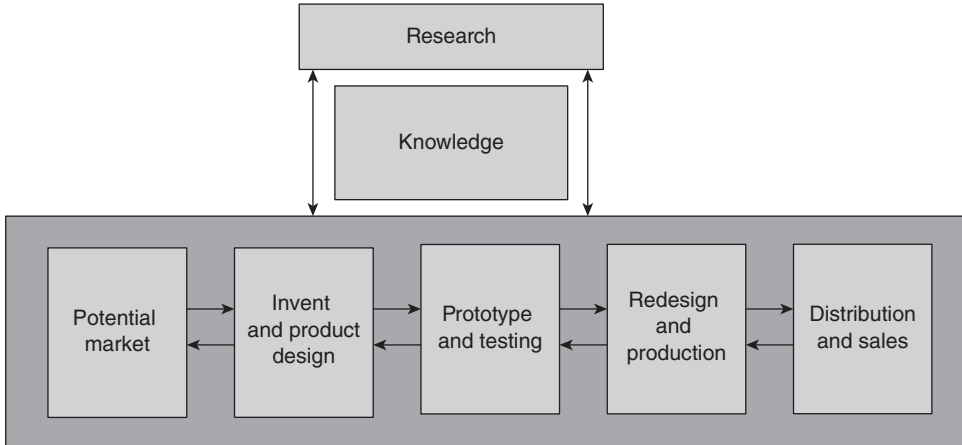 Research
Knowledge
Potential
market
Invent
and product
design
Prototype
and testing
Redesign
and
production
Distribution
and sales